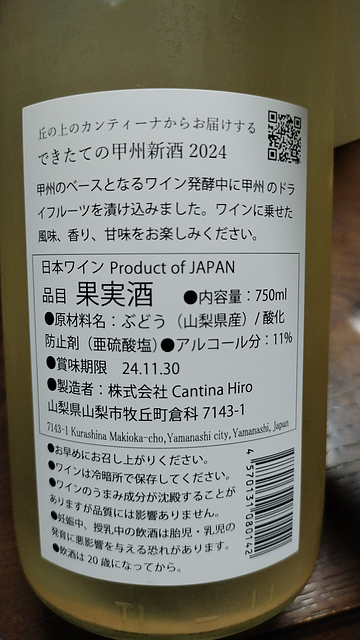 丘の上のカンティーナからお届けする
できたての甲州新酒 2024
甲州のベースとなるワイン発酵中に甲州のドラ
イフルーツを漬け込みました。ワインに乗せた
風味、香り、甘味をお楽しみください。
日本ワイン Product of JAPAN
品目 果実酒 ●内容量：750ml
●原材料名：ぶどう（山梨県産）/ 酸化
防止剤（亜硫酸塩）●アルコール分：11%
●賞味期限 24.11.30
●製造者：株式会社 Cantina Hiro
山梨県山梨市牧丘町倉科 7143-1
7143-1 Kurashina Makioka-cho,Yamanashi city,Yamanashi, Japan
●お早めにお召し上がりください。
●ワインは冷暗所で保存してください。
●ワインのうまみ成分が沈殿することが
ありますが品質には影響ありません。
●妊娠中、授乳中の飲酒は胎児・乳児の
発育に悪影響を与える恐れがあります。
●飲酒は20歳になってから。
4570131080142